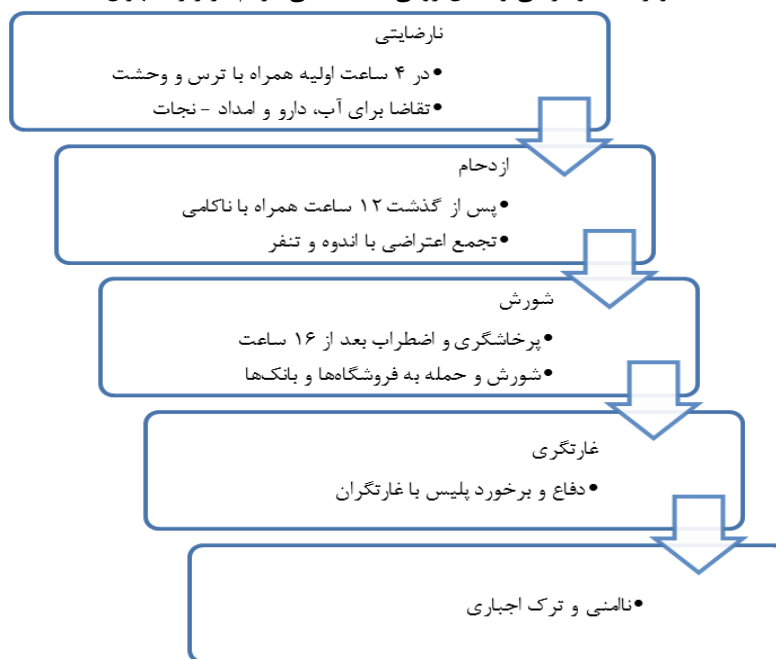 نارضایتی
•در ۴ ساعت اولیه همراه با ترس و وحشت
•تقاضا برای آب، دارو و امداد - نجات
ازدحام
•پس از گذشت ۱۲ ساعت همراه با ناکامی
•تجمع اعتراضی با اندوه و تنفر
شورش
•پرخاشگری و اضطراب بعد از ۱۶ ساعت
•شورش و حمله به فروشگاه‌ها و بانک‌ها
غارتگری
•دفاع و برخورد پلیس با غارتگران
•ناامنی و ترک اجباری